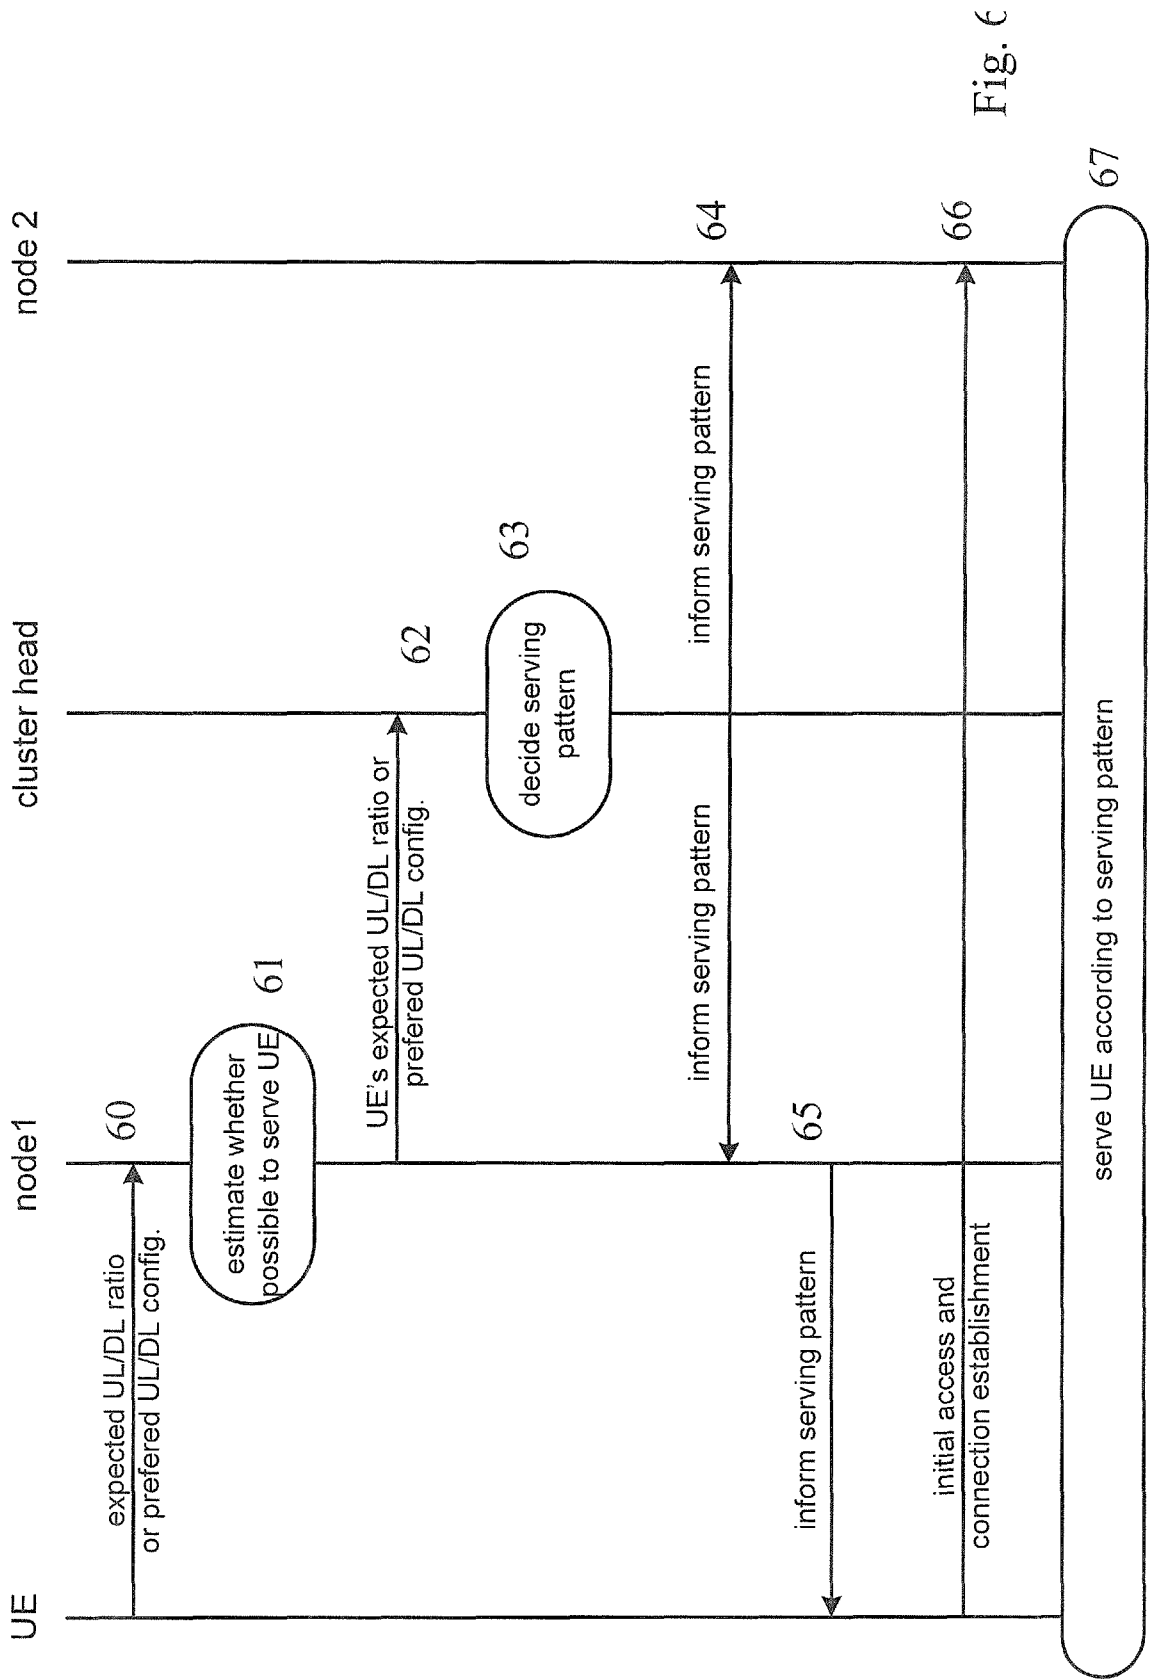 UE
node1
cluster head
node 2
expected UL/DL ratio
or prefered UL/DL config.
60
estimate whether
possible to serve UE
61
UE's expected UL/DL ratio or
prefered UL/DL config.
62
decide serving
pattern
63
inform serving pattern
inform serving pattern
64
inform serving pattern
65
initial access and
connection establishment
66
serve UE according to serving pattern
67
Fig. 6